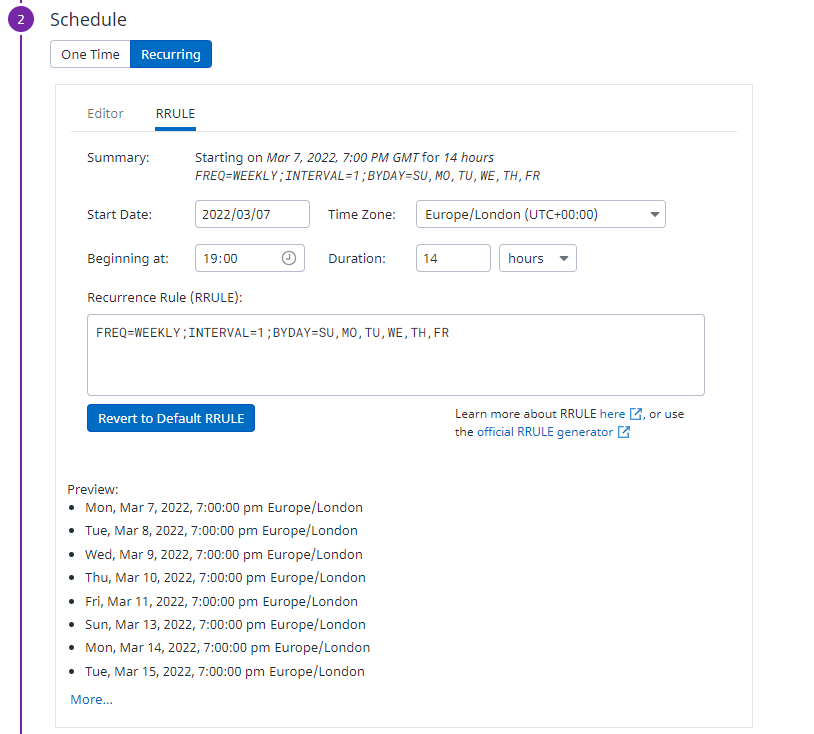 2 Schedule
One Time Recurring
Editor RRULE
Summary: Starting on Mar 7, 2022, 7:00 PM GMT for 14 hours
FREQ=WEEKLY;INTERVAL=1;BYDAY=SU,MO,TU,WE,TH,FR
Start Date: 2022/03/07 Time Zone: Europe/London (UTC+00:00)
Beginning at: 19:00 Duration: 14 hours
Recurrence Rule (RRULE):
FREQ=WEEKLY;INTERVAL=1;BYDAY=SU,MO,TU,WE,TH,FR
Revert to Default RRULE
Learn more about RRULE here, or use
the official RRULE generator
Preview:
Mon, Mar 7, 2022, 7:00:00 pm Europe/London
Tue, Mar 8, 2022, 7:00:00 pm Europe/London
Wed, Mar 9, 2022, 7:00:00 pm Europe/London
Thu, Mar 10, 2022, 7:00:00 pm Europe/London
Fri, Mar 11, 2022, 7:00:00 pm Europe/London
Sun, Mar 13, 2022, 7:00:00 pm Europe/London
Mon, Mar 14, 2022, 7:00:00 pm Europe/London
Tue, Mar 15, 2022, 7:00:00 pm Europe/London
More...